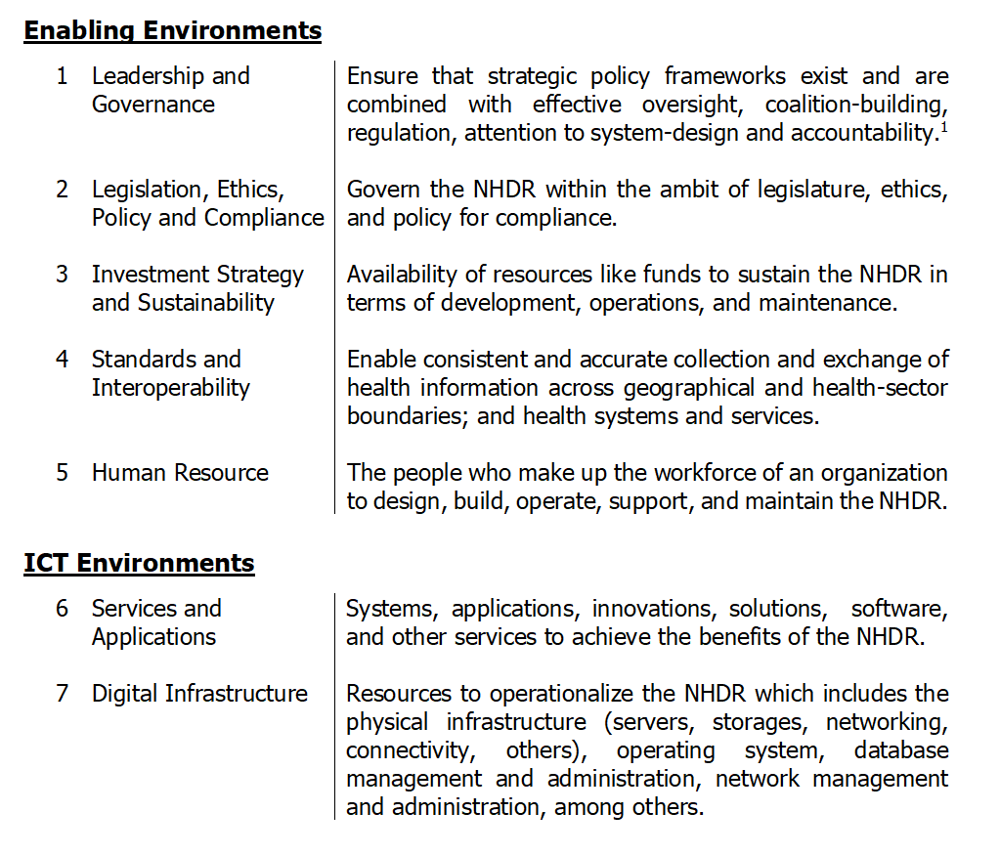 Enabling Environments
1 Leadership and Governance
Ensure that strategic policy frameworks exist and are
combined with effective oversight, coalition-building,
regulation, attention to system-design and accountability.¹
2 Legislation, Ethics, Policy and Compliance
Govern the NHDR within the ambit of legislature, ethics,
and policy for compliance.
3 Investment Strategy and Sustainability
Availability of resources like funds to sustain the NHDR in
terms of development, operations, and maintenance.
4 Standards and Interoperability
Enable consistent and accurate collection and exchange of
health information across geographical and health-sector
boundaries; and health systems and services.
5 Human Resource
The people who make up the workforce of an organization
to design, build, operate, support, and maintain the NHDR.
ICT Environments
6 Services and Applications
Systems, applications, innovations, solutions, software,
and other services to achieve the benefits of the NHDR.
7 Digital Infrastructure
Resources to operationalize the NHDR which includes the
physical infrastructure (servers, storages, networking,
connectivity, others), operating system, database
management and administration, network management
and administration, among others.